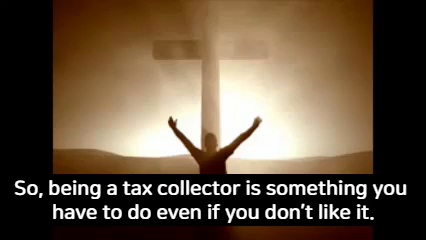 So, being a tax collector is something you
have to do even if you don't like it.